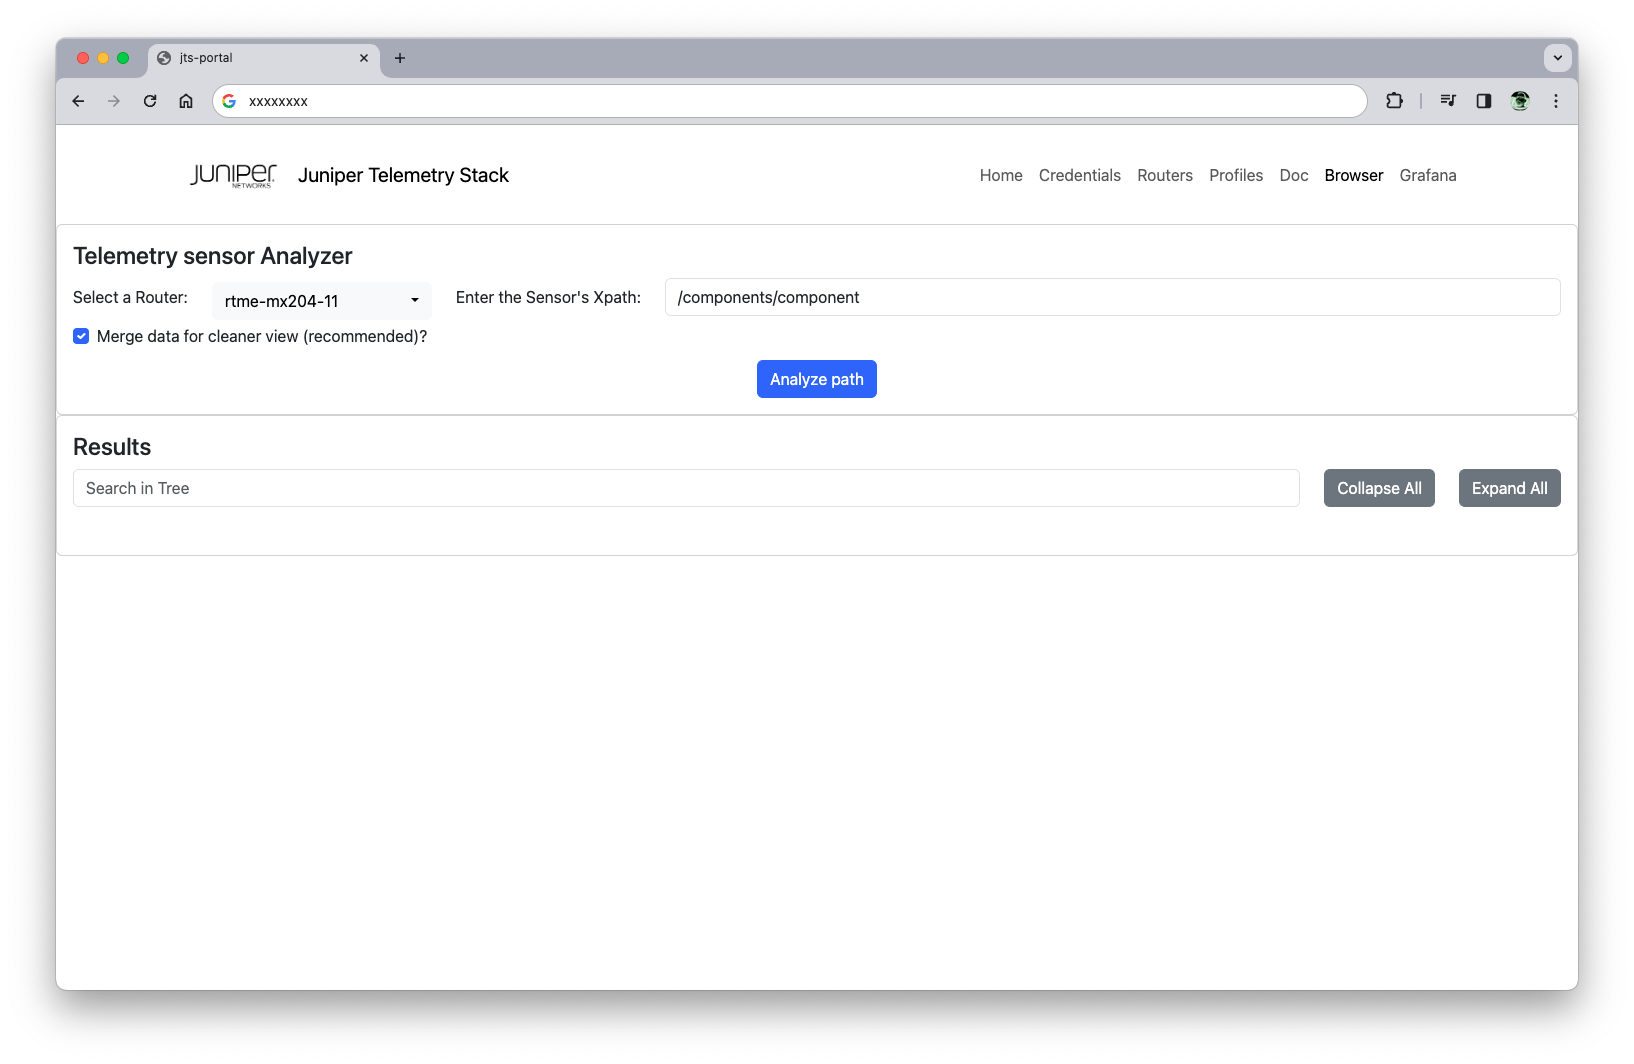 jts-portal
xxxxxxxx
JUNIPer NETWORKS Juniper Telemetry Stack Home Credentials Routers Profiles Doc Browser Grafana
Telemetry sensor Analyzer
Select a Router: rtme-mx204-11 Enter the Sensor's Xpath: /components/component
Merge data for cleaner view (recommended)?
Analyze path
Results
Search in Tree Collapse All Expand All